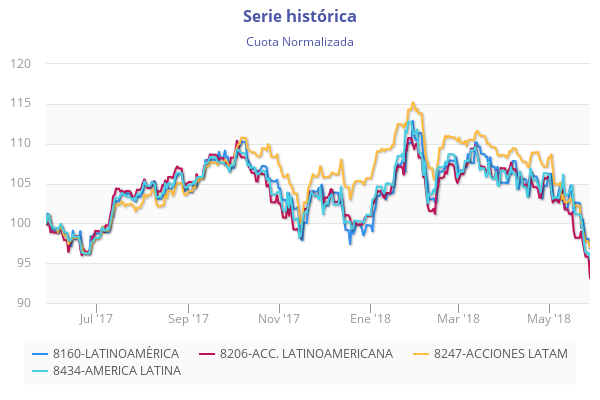 Serie histórica
Cuota Normalizada
120
115
110
105
100
95
90
Jul '17 Sep '17 Nov '17 Ene '18 Mar '18 May '18
8160-LATINOAMÉRICA 8206-ACC. LATINOAMERICANA 8247-ACCIONES LATAM
8434-AMERICA LATINA